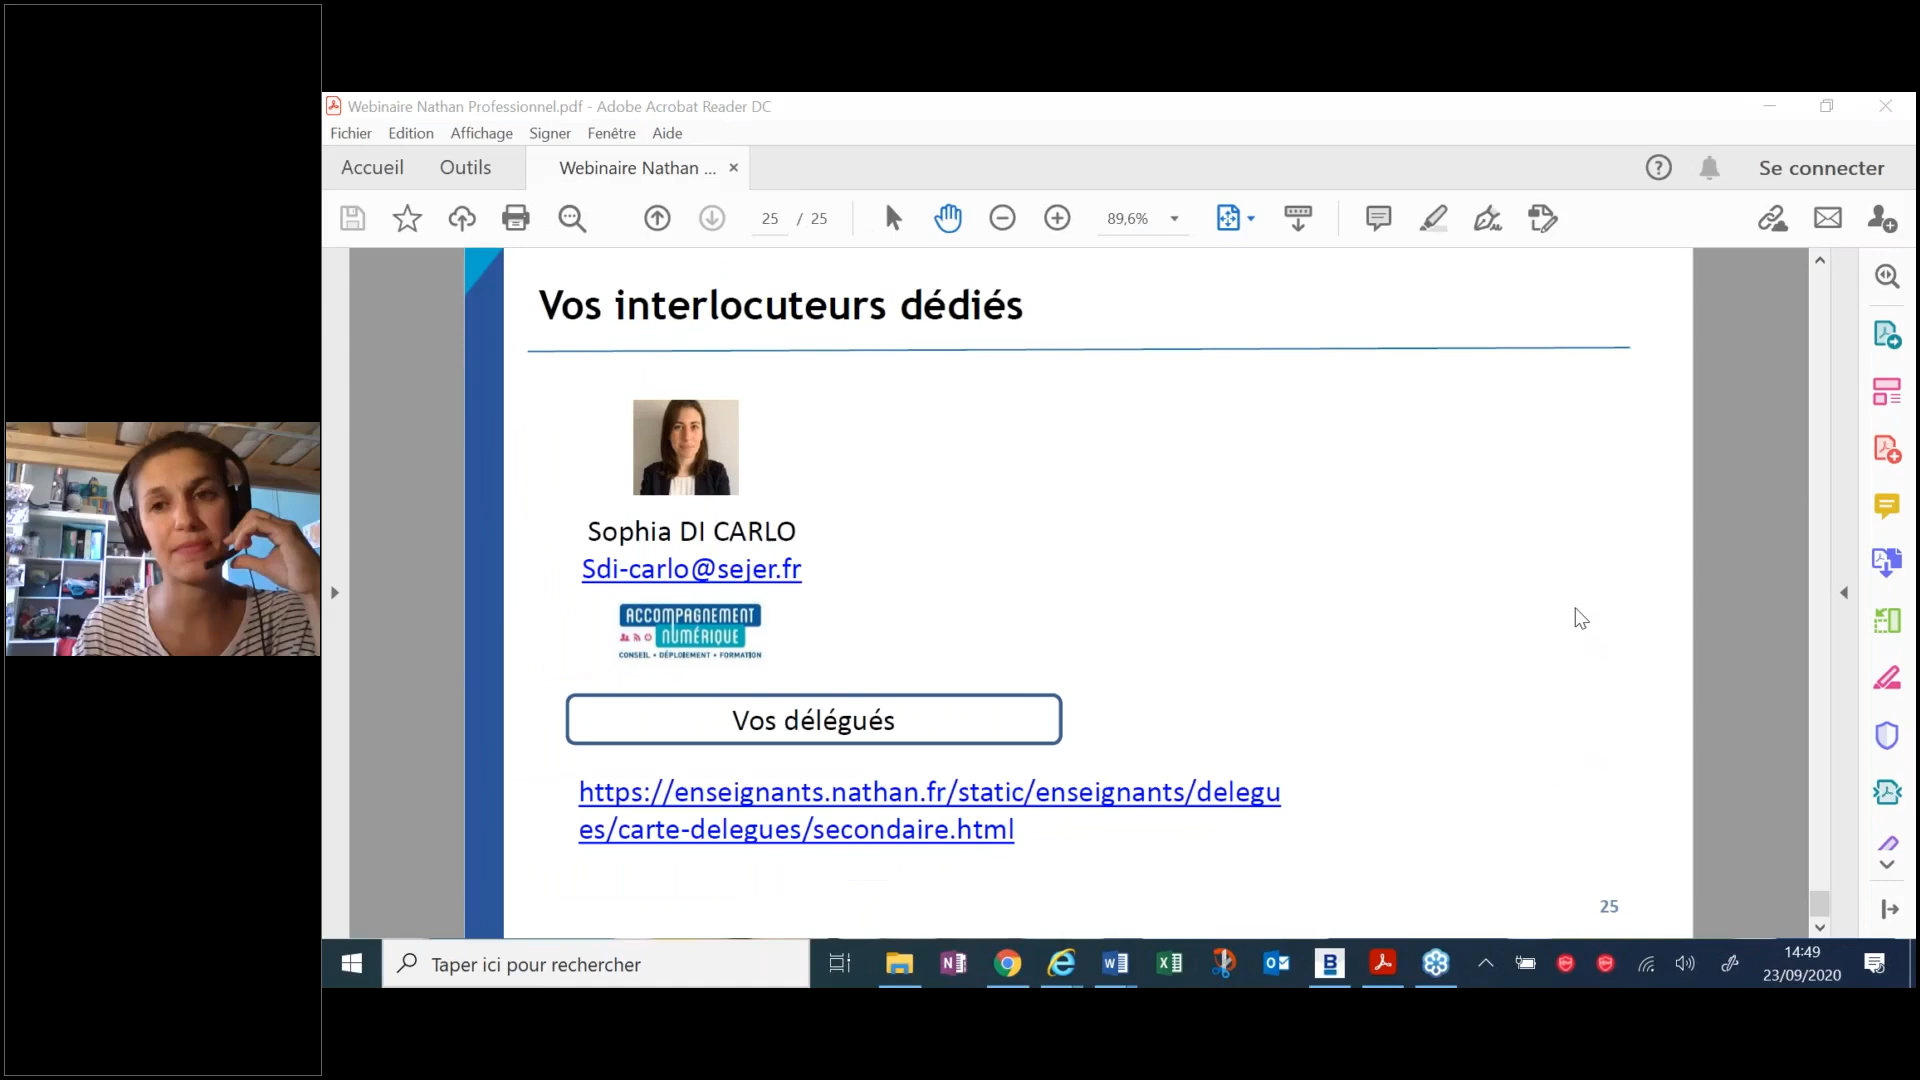 Webinaire Nathan Professionnel.pdf - Adobe Acrobat Reader DC
Fichier Edition Affichage Signer Fenêtre Aide
Accueil Outils Webinaire Nathan ... × Se connecter
25 / 25 89,6%
Vos interlocuteurs dédiés
Sophia DI CARLO
Sdi-carlo@sejer.fr
ACCOMPAGNEMENT
NUMÉRIQUE
CONSEIL • DÉPLOIEMENT • FORMATION
Vos délégués
https://enseignants.nathan.fr/static/enseignants/delegu
es/carte-delegues/secondaire.html
25
Taper ici pour rechercher
14:49
23/09/2020